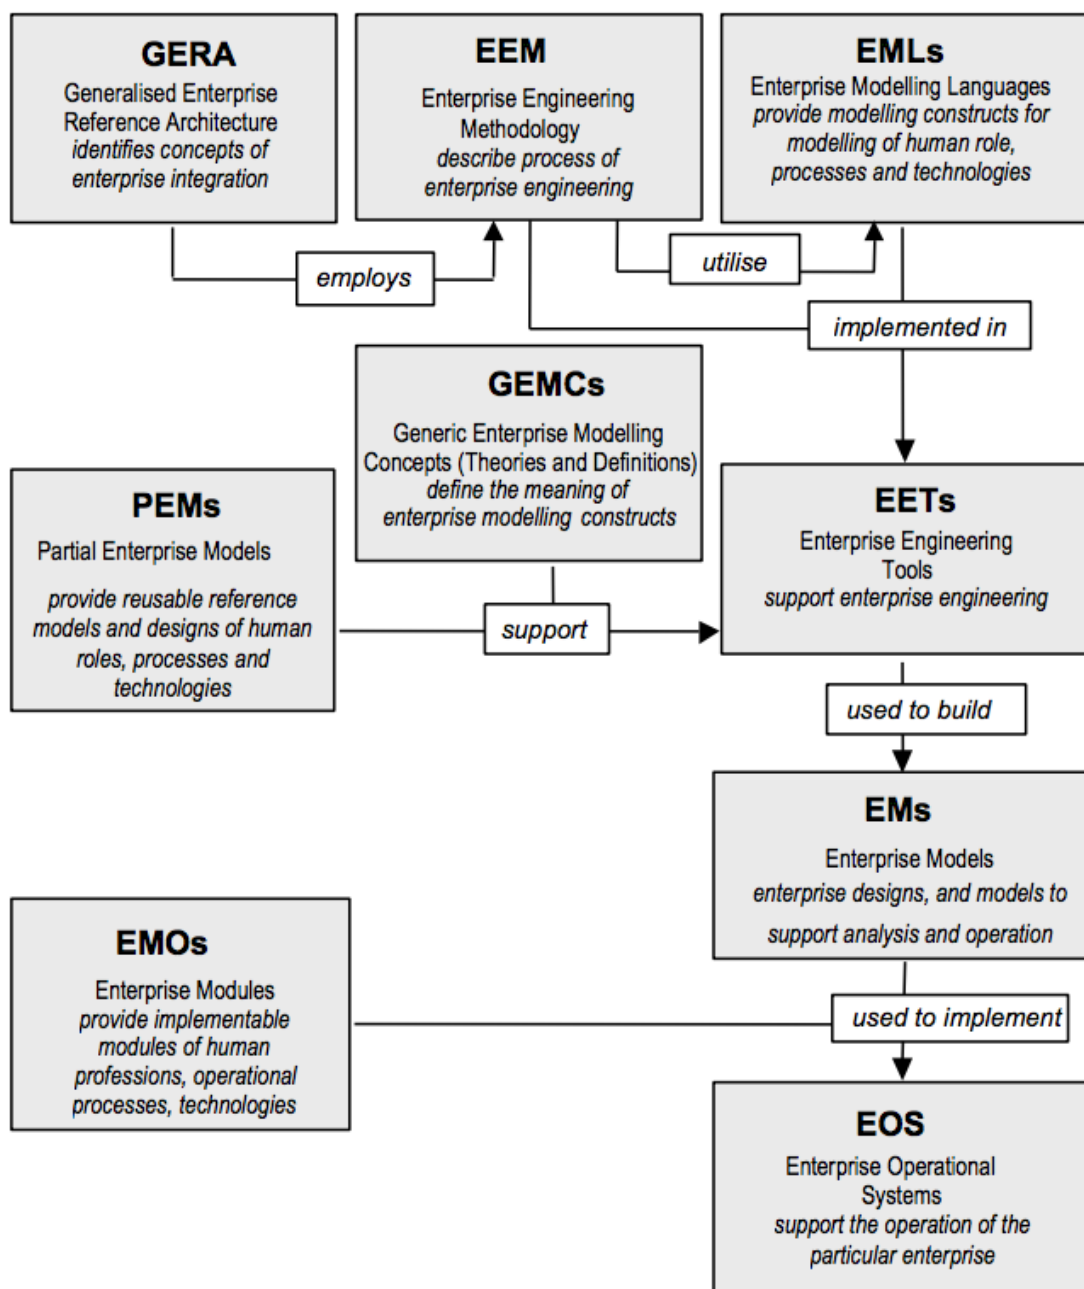 GERA
Generalised Enterprise
Reference Architecture
identifies concepts of
enterprise integration
EEM
Enterprise Engineering
Methodology
describe process of
enterprise engineering
EMLs
Enterprise Modelling Languages
provide modelling constructs for
modelling of human role,
processes and technologies
employs
utilise
implemented in
GEMCs
Generic Enterprise Modelling
Concepts (Theories and Definitions)
define the meaning of
enterprise modelling constructs
PEMs
Partial Enterprise Models
provide reusable reference
models and designs of human
roles, processes and
technologies
support
EETs
Enterprise Engineering
Tools
support enterprise engineering
used to build
EMs
Enterprise Models
enterprise designs, and models to
support analysis and operation
EMOs
Enterprise Modules
provide implementable
modules of human
professions, operational
processes, technologies
used to implement
EOS
Enterprise Operational
Systems
support the operation of the
particular enterprise